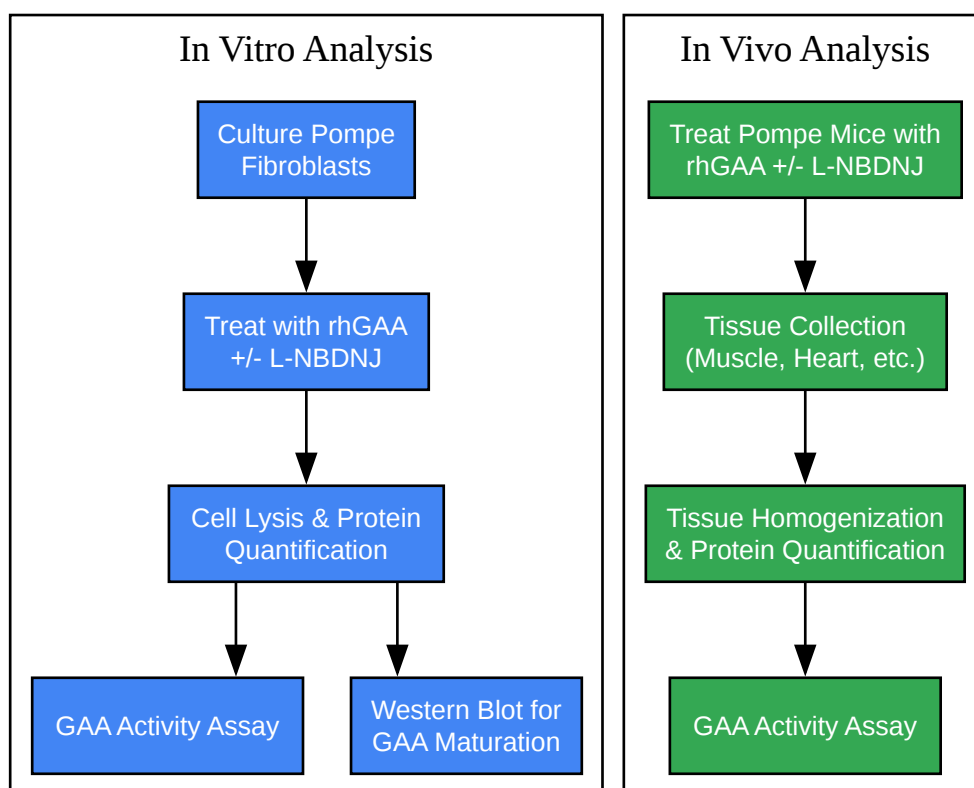 In Vitro Analysis
Culture Pompe
Fibroblasts
Treat with rhGAA
+/- L-NBDNJ
Cell Lysis & Protein
Quantification
GAA Activity Assay
Western Blot for
GAA Maturation
In Vivo Analysis
Treat Pompe Mice with
rhGAA +/- L-NBDNJ
Tissue Collection
(Muscle, Heart, etc.)
Tissue Homogenization
& Protein Quantification
GAA Activity Assay